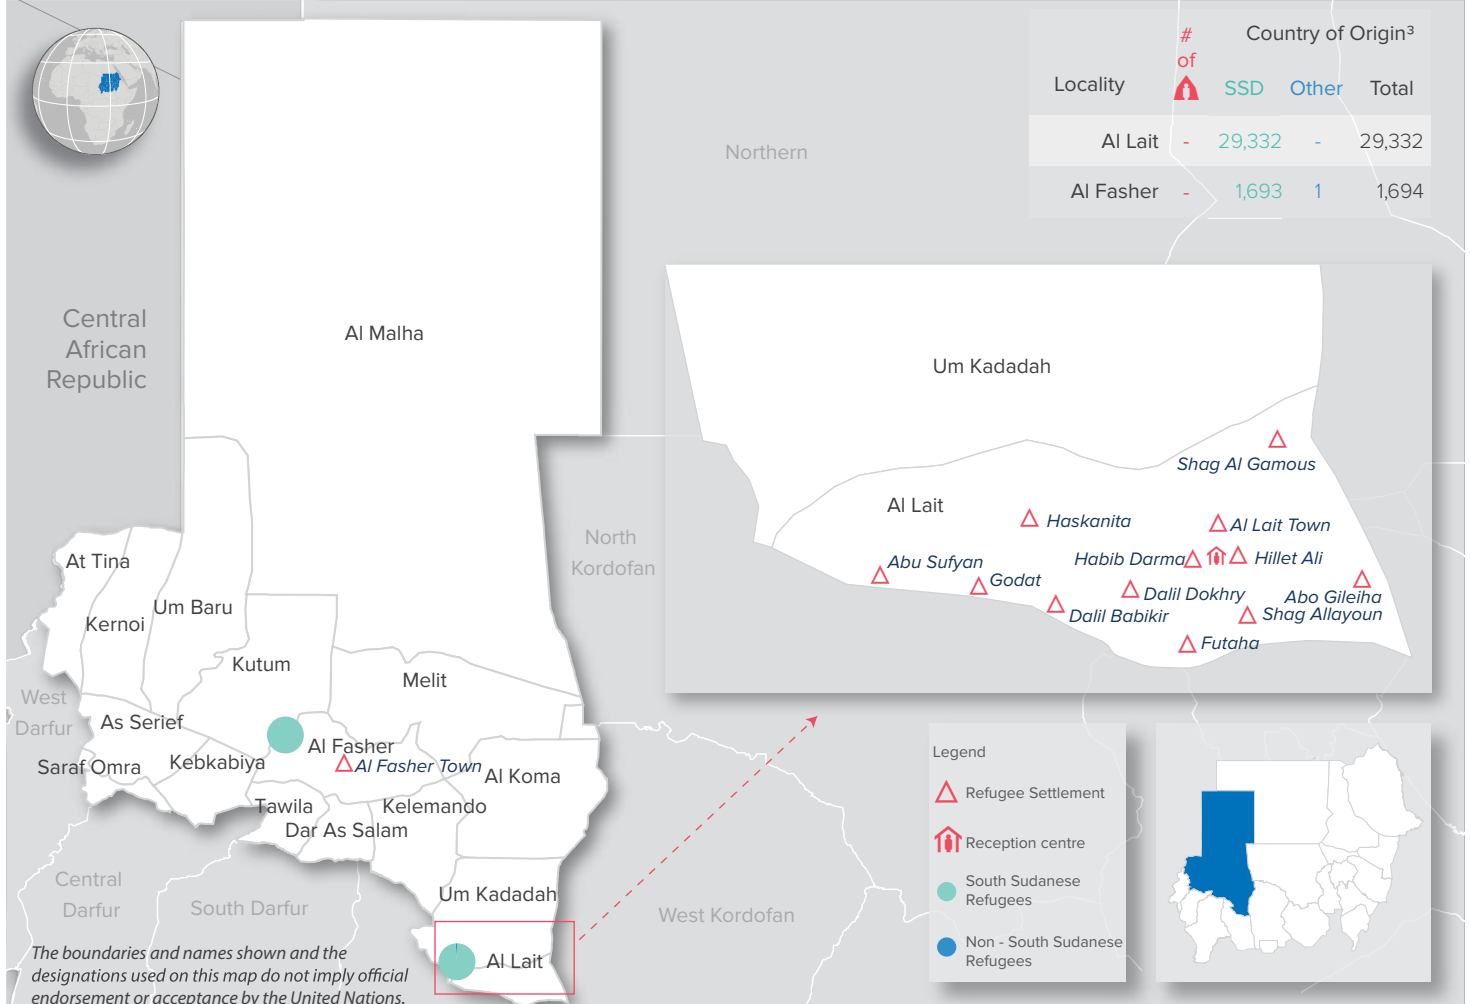 #
of
Country of Origin³
Locality
SSD
Other
Total
Al Lait - 29,332 - 29,332
Al Fasher - 1,693 1 1,694
Northern
Central
African
Republic
Al Malha
Um Kadadah
Shag Al Gamous
Al Lait
Haskanita
Al Lait Town
Habib Darma
Hillet Ali
Abu Sufyan
Godat
Dalil Dokhry
Abo Gileiha
Dalil Babikir
Shag Allayoun
Futaha
North
Kordofan
At Tina
Um Baru
Kernoi
Kutum
Melit
West
Darfur
As Serief
Al Fasher
Al Fasher Town
Saraf Omra
Kebkabiya
Al Koma
Tawila
Kelemando
Dar As Salam
Central
Darfur
South Darfur
Um Kadadah
West Kordofan
Al Lait
Legend
Refugee Settlement
Reception centre
South Sudanese
Refugees
Non - South Sudanese
Refugees
The boundaries and names shown and the
designations used on this map do not imply official
endorsement or acceptance by the United Nations.